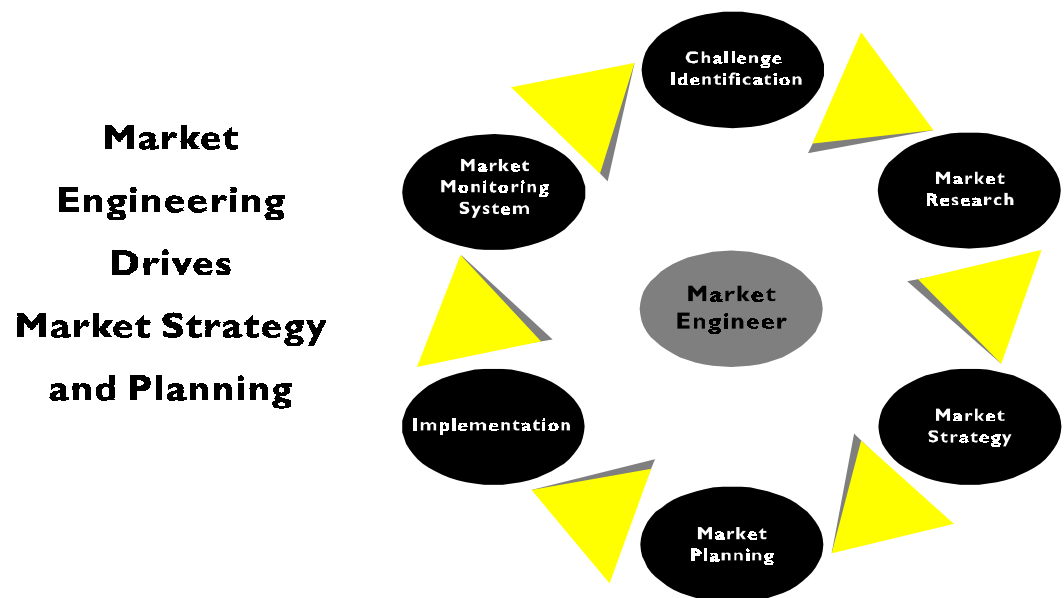 Market
Engineering
Drives
Market Strategy
and Planning
Challenge
Identification
Market
Research
Market
Strategy
Market
Planning
Implementation
Market
Monitoring
System
Market
Engineer